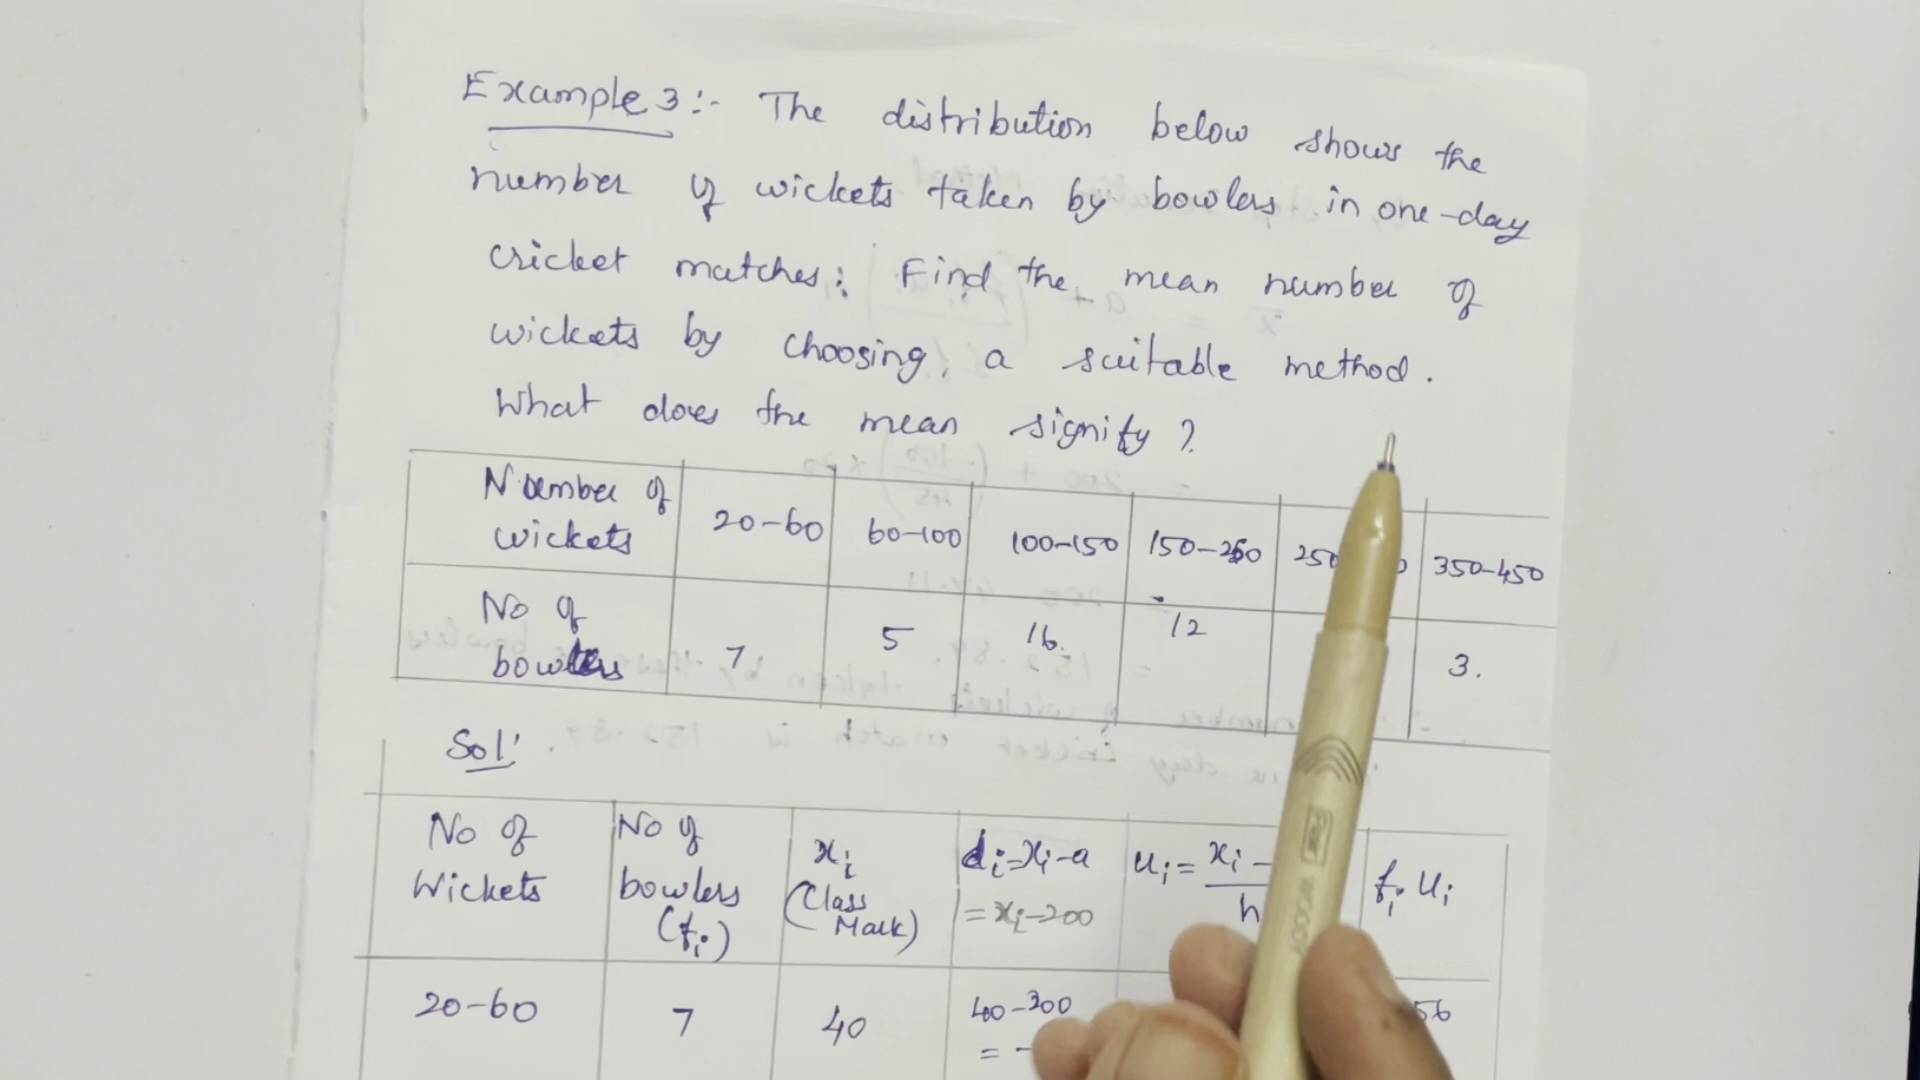 Example 3:- The distribution below shows the
number of wickets taken by bowlers in one-day
cricket matches: Find the mean number of
wickets by choosing a suitable method.
What does the mean signify?
Number of wickets 20-60 60-100 100-150 150-250 250 350-450
No of bowlers 7 5 16. 12 3.
Sol:
No of Wickets No of bowlers (fi) xi (Class Mark) di=xi-a =xi-200 ui= xi- h fi ui
20-60 7 40 40-200 = - 56